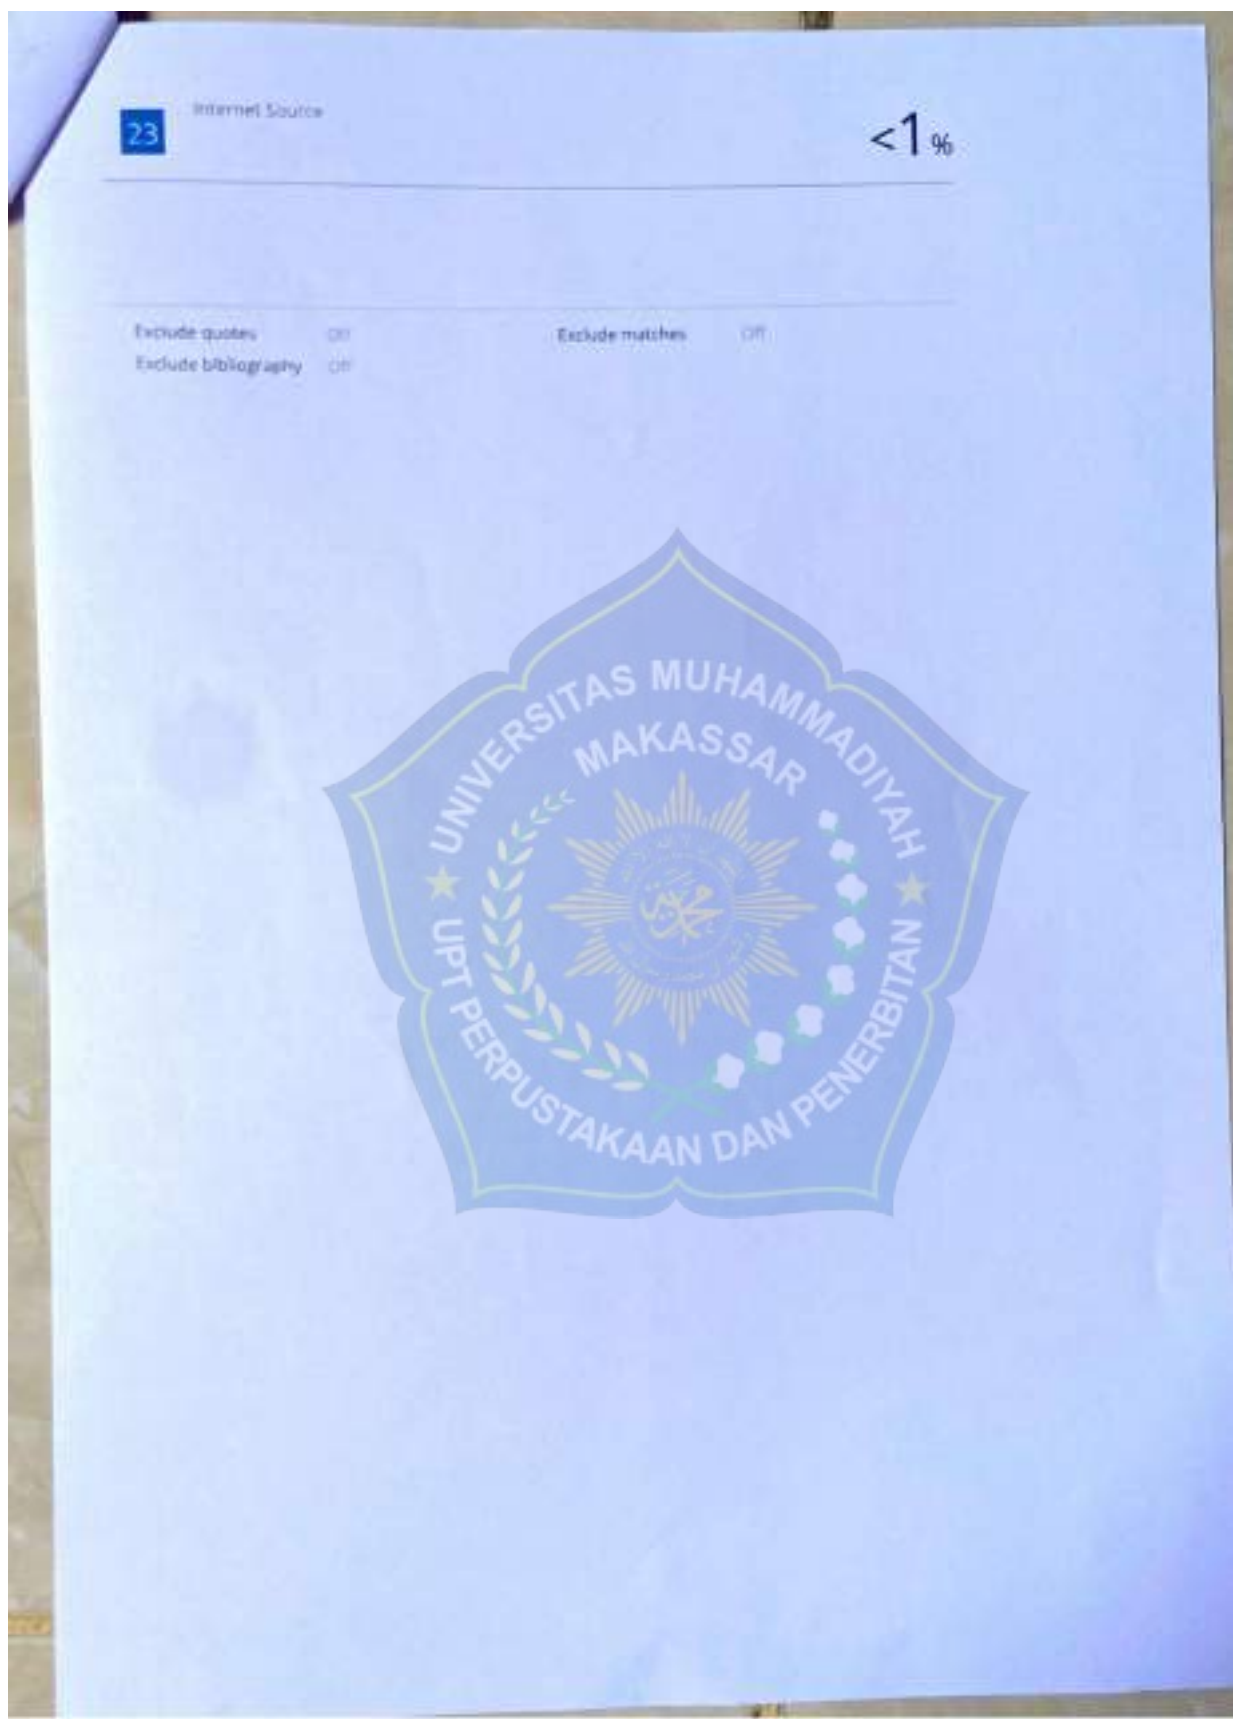 Internet Source
23
<1%
Exclude quotes Off
Exclude matches Off
Exclude bibliography Off
UNIVERSITAS MUHAMMADIYAH
MAKASSAR
UPT PERPUSTAKAAN DAN PENERBITAN